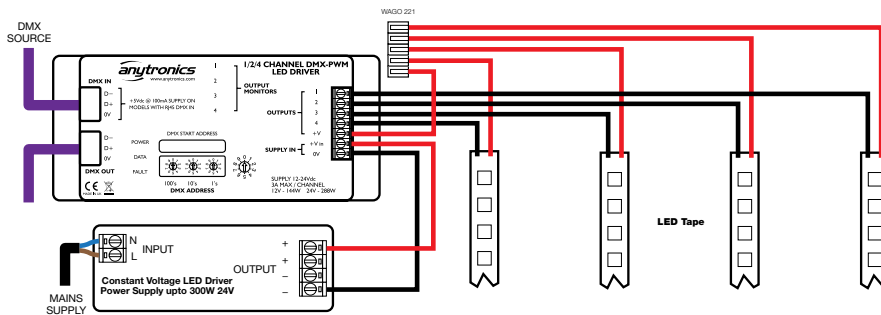 WAGO 221
DMX
SOURCE
anytronics
www.anytronics.com
1/2/4 CHANNEL DMX-PWM
LED DRIVER
DMX IN
D−
D+
0V
+5Vdc @ 100mA SUPPLY ON
MODELS WITH RJ45 DMX IN
1
2
3
4
OUTPUT
MONITORS
OUTPUTS
1
2
3
4
+V
SUPPLY IN
+V in
0V
D−
D+
0V
DMX OUT
POWER
DATA
FAULT
DMX START ADDRESS
100's 10's 1's
DMX ADDRESS
SUPPLY 12-24Vdc
3A MAX / CHANNEL
12V - 144W 24V - 288W
CE
MADE IN UK
LED Tape
N
L
INPUT
OUTPUT
+
+
−
−
Constant Voltage LED Driver
Power Supply upto 300W 24V
MAINS
SUPPLY